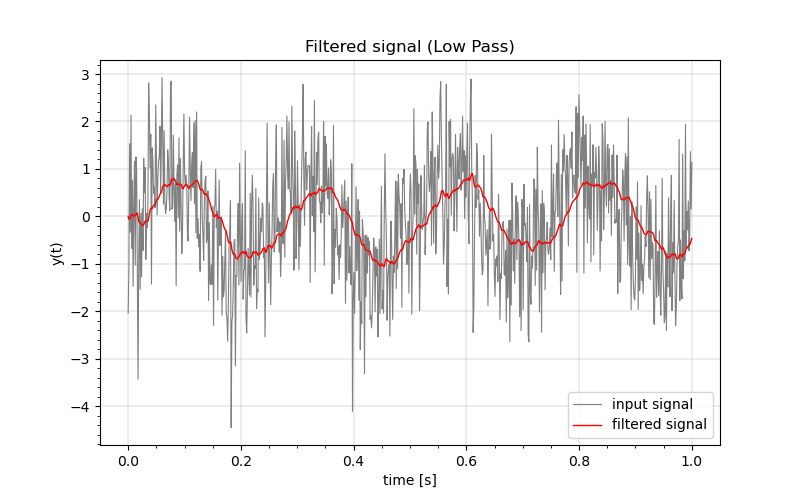 Filtered signal (Low Pass)
3
2
1
0
−1
−2
−3
−4
y(t)
0.0 0.2 0.4 0.6 0.8 1.0
time [s]
input signal
filtered signal